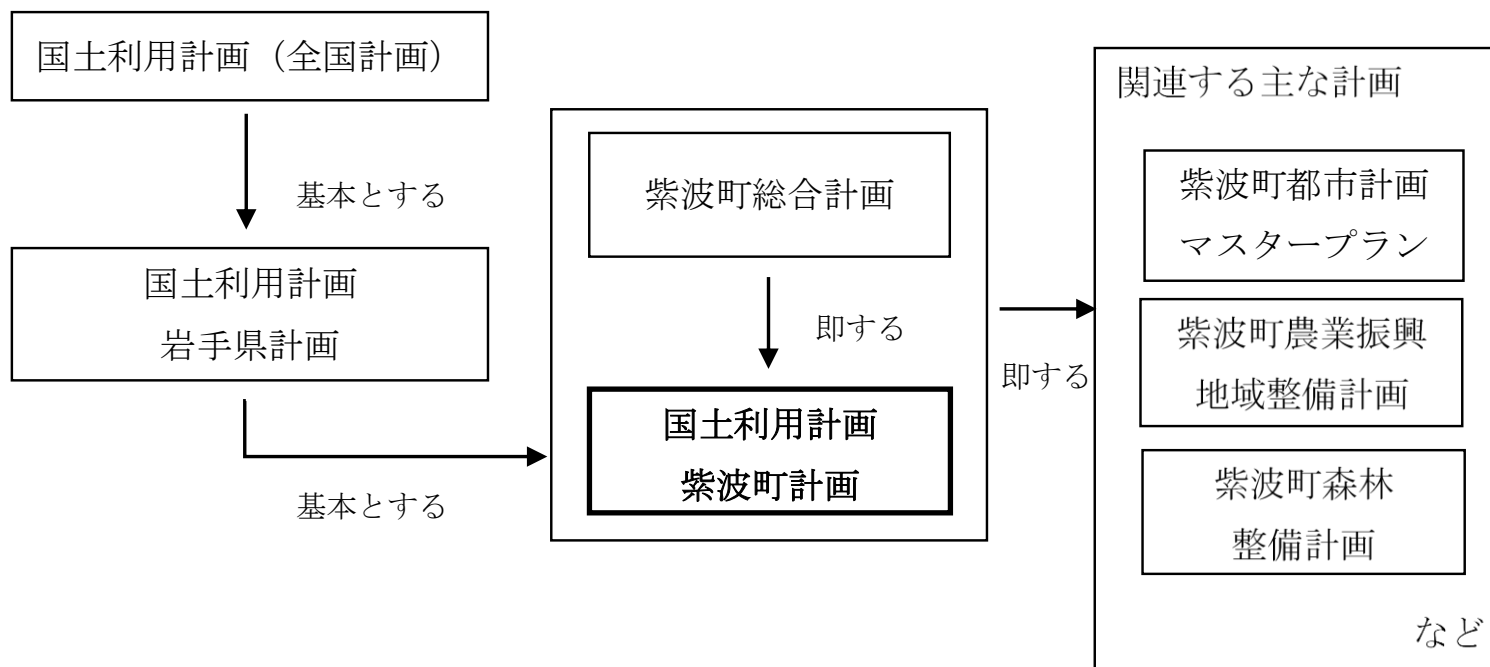 国土利用計画（全国計画）
基本とする
国土利用計画
岩手県計画
基本とする
紫波町総合計画
即する
国土利用計画
紫波町計画
即する
関連する主な計画
紫波町都市計画
マスタープラン
紫波町農業振興
地域整備計画
紫波町森林
整備計画
など